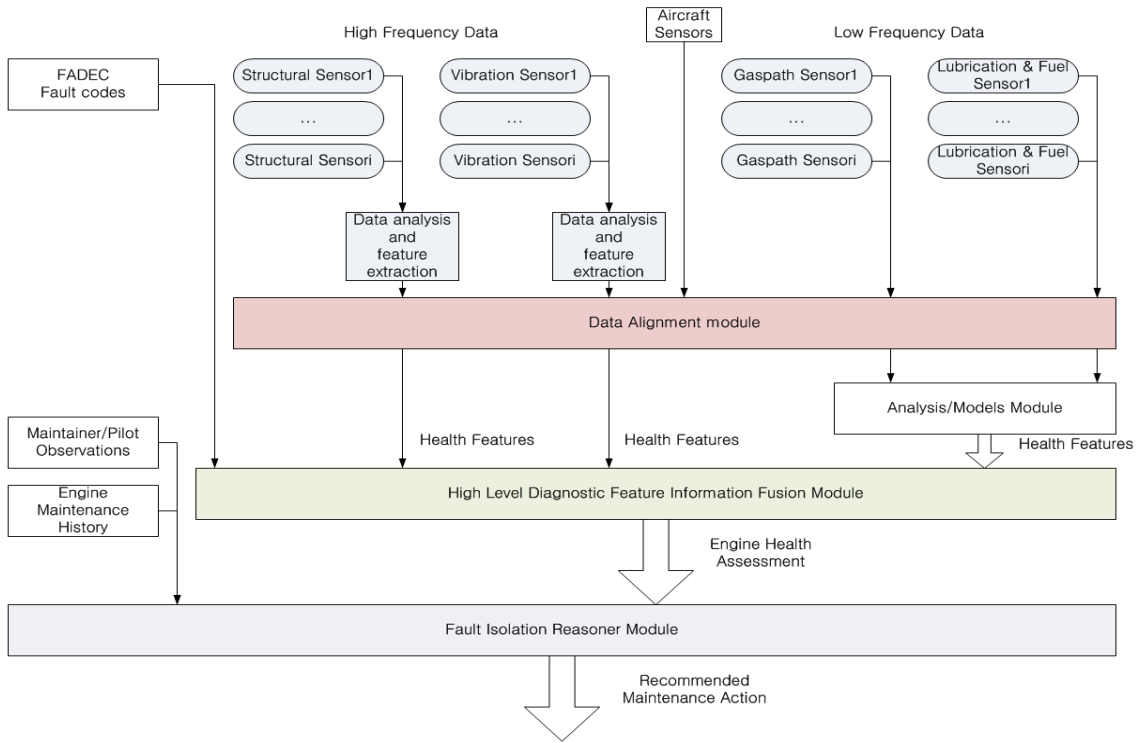 High Frequency Data
Aircraft
Sensors
Low Frequency Data
FADEC
Fault codes
Structural Sensor1
...
Structural Sensori
Vibration Sensor1
...
Vibration Sensori
Gaspath Sensor1
...
Gaspath Sensori
Lubrication & Fuel
Sensor1
...
Lubrication & Fuel
Sensori
Data analysis
and
feature
extraction
Data analysis
and
feature
extraction
Data Alignment module
Analysis/Models Module
Maintainer/Pilot
Observations
Health Features
Health Features
Health Features
Engine
Maintenance
History
High Level Diagnostic Feature Information Fusion Module
Engine Health
Assessment
Fault Isolation Reasoner Module
Recommended
Maintenance Action